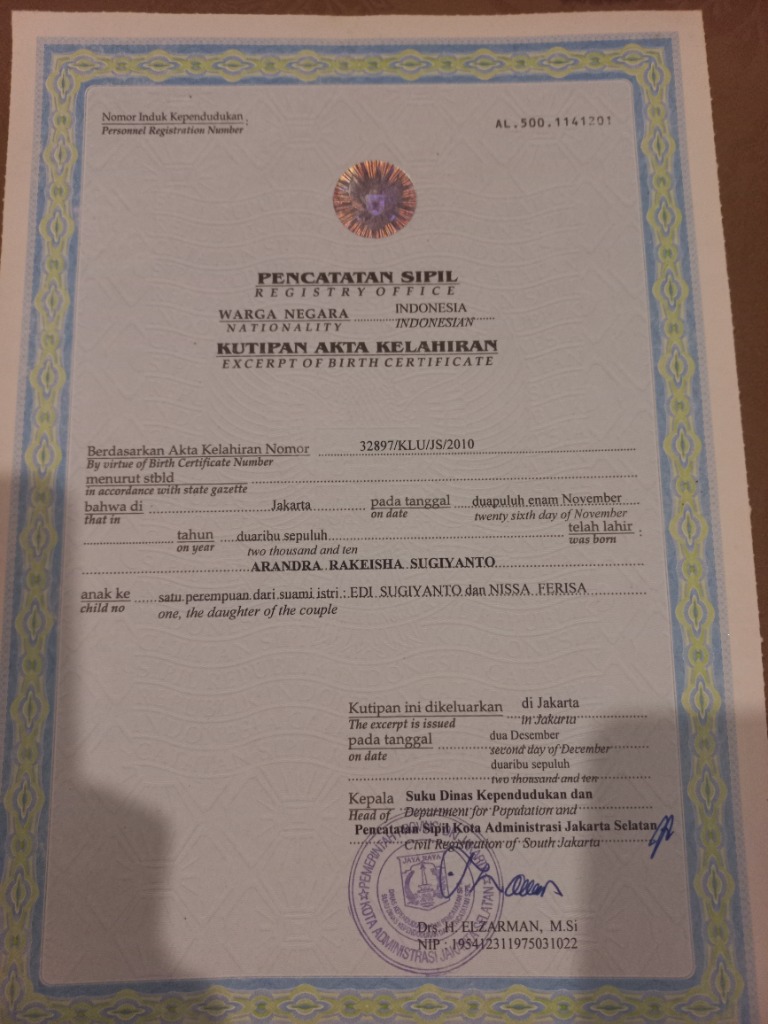 Nomor Induk Kependudukan :
Personnel Registration Number
AL.500.1141201
PENCATATAN SIPIL
REGISTRY OFFICE
WARGA NEGARA INDONESIA
NATIONALITY INDONESIAN
KUTIPAN AKTA KELAHIRAN
EXCERPT OF BIRTH CERTIFICATE
Berdasarkan Akta Kelahiran Nomor 32897/KLU/JS/2010
By virtue of Birth Certificate Number
menurut stbld
in accordance with state gazette
bahwa di Jakarta pada tanggal duapuluh enam November
that in on date twenty sixth day of November
tahun duaribu sepuluh telah lahir :
on year two thousand and ten was born
ARANDRA RAKEISHA SUGIYANTO
anak ke satu perempuan dari suami istri : EDI SUGIYANTO dan NISSA FERISA
child no one, the daughter of the couple
Kutipan ini dikeluarkan di Jakarta
The excerpt is issued in Jakarta
pada tanggal dua Desember
on date second day of December
duaribu sepuluh
two thousand and ten
Kepala Suku Dinas Kependudukan dan
Head of Department for Population and
Pencatatan Sipil Kota Administrasi Jakarta Selatan
Civil Registration of South Jakarta
JAYA RAYA
KOTA ADMINISTRASI JAKARTA SELATAN
Drs. H. ELZARMAN, M.Si
NIP : 195412311975031022